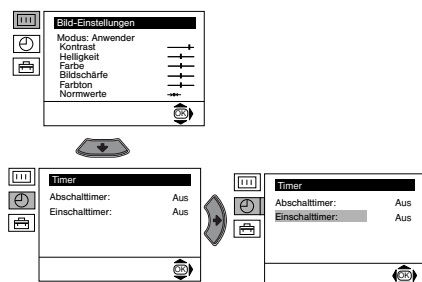 Bild-Einstellungen
Modus: Anwender
Kontrast
Helligkeit
Farbe
Bildschärfe
Farbton
Normwerte
OK
Timer
Abschalttimer: Aus
Einschalttimer: Aus
OK
Timer
Abschalttimer: Aus
Einschalttimer: Aus
OK